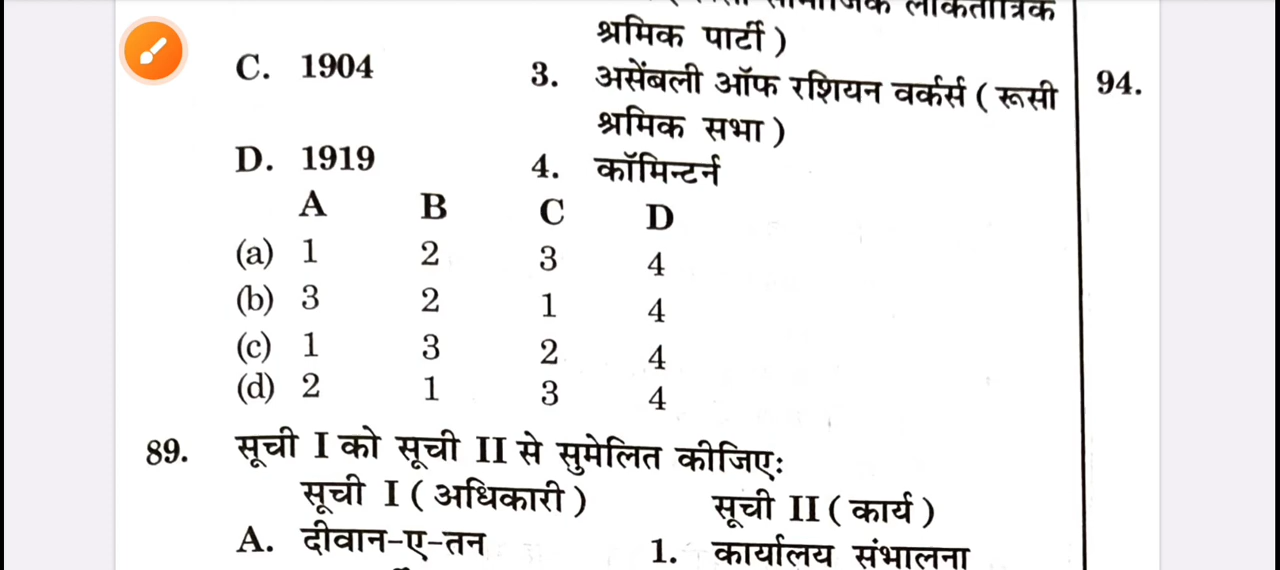 लोकतांत्रिक
श्रमिक पार्टी )
C. 1904 3. असेंबली ऑफ रशियन वर्कर्स ( रूसी 94.
श्रमिक सभा )
D. 1919 4. कॉमिन्टर्न
A B C D
(a) 1 2 3 4
(b) 3 2 1 4
(c) 1 3 2 4
(d) 2 1 3 4
89. सूची I को सूची II से सुमेलित कीजिएः
सूची I ( अधिकारी ) सूची II ( कार्य )
A. दीवान-ए-तन 1. कार्यालय संभालना